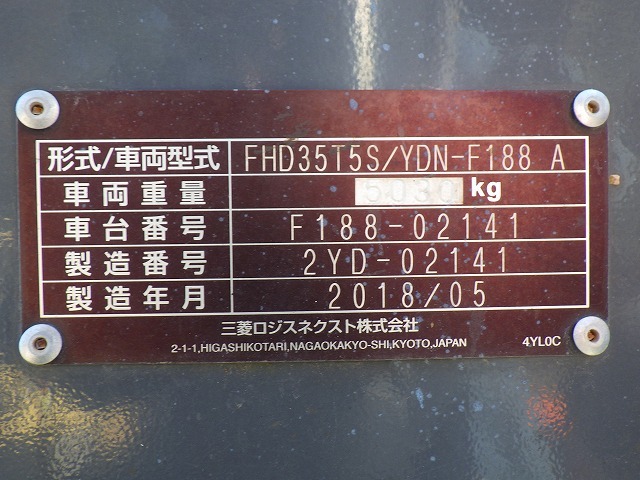 形式/車両型式 FHD35T5S/YDN-F188 A
車両重量 5030 kg
車台番号 F188-02141
製造番号 2YD-02141
製造年月 2018/05
三菱ロジスネクスト株式会社
2-1-1,HIGASHIKOTARI,NAGAOKAKYO-SHI,KYOTO,JAPAN 4YL0C